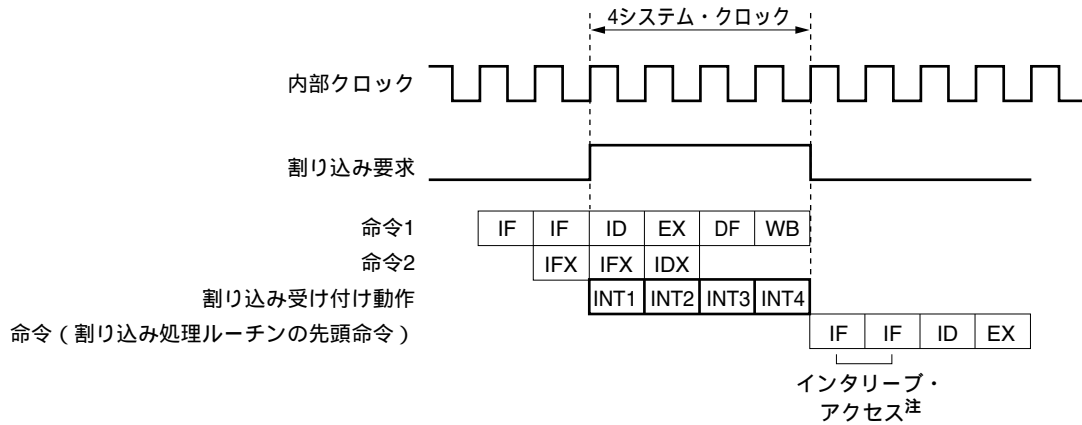 4システム・クロック
内部クロック
割り込み要求
命令1 IF IF ID EX DF WB
命令2 IFX IFX IDX
割り込み受け付け動作 INT1 INT2 INT3 INT4
命令（割り込み処理ルーチンの先頭命令） IF IF ID EX
インタリーブ・
アクセス注